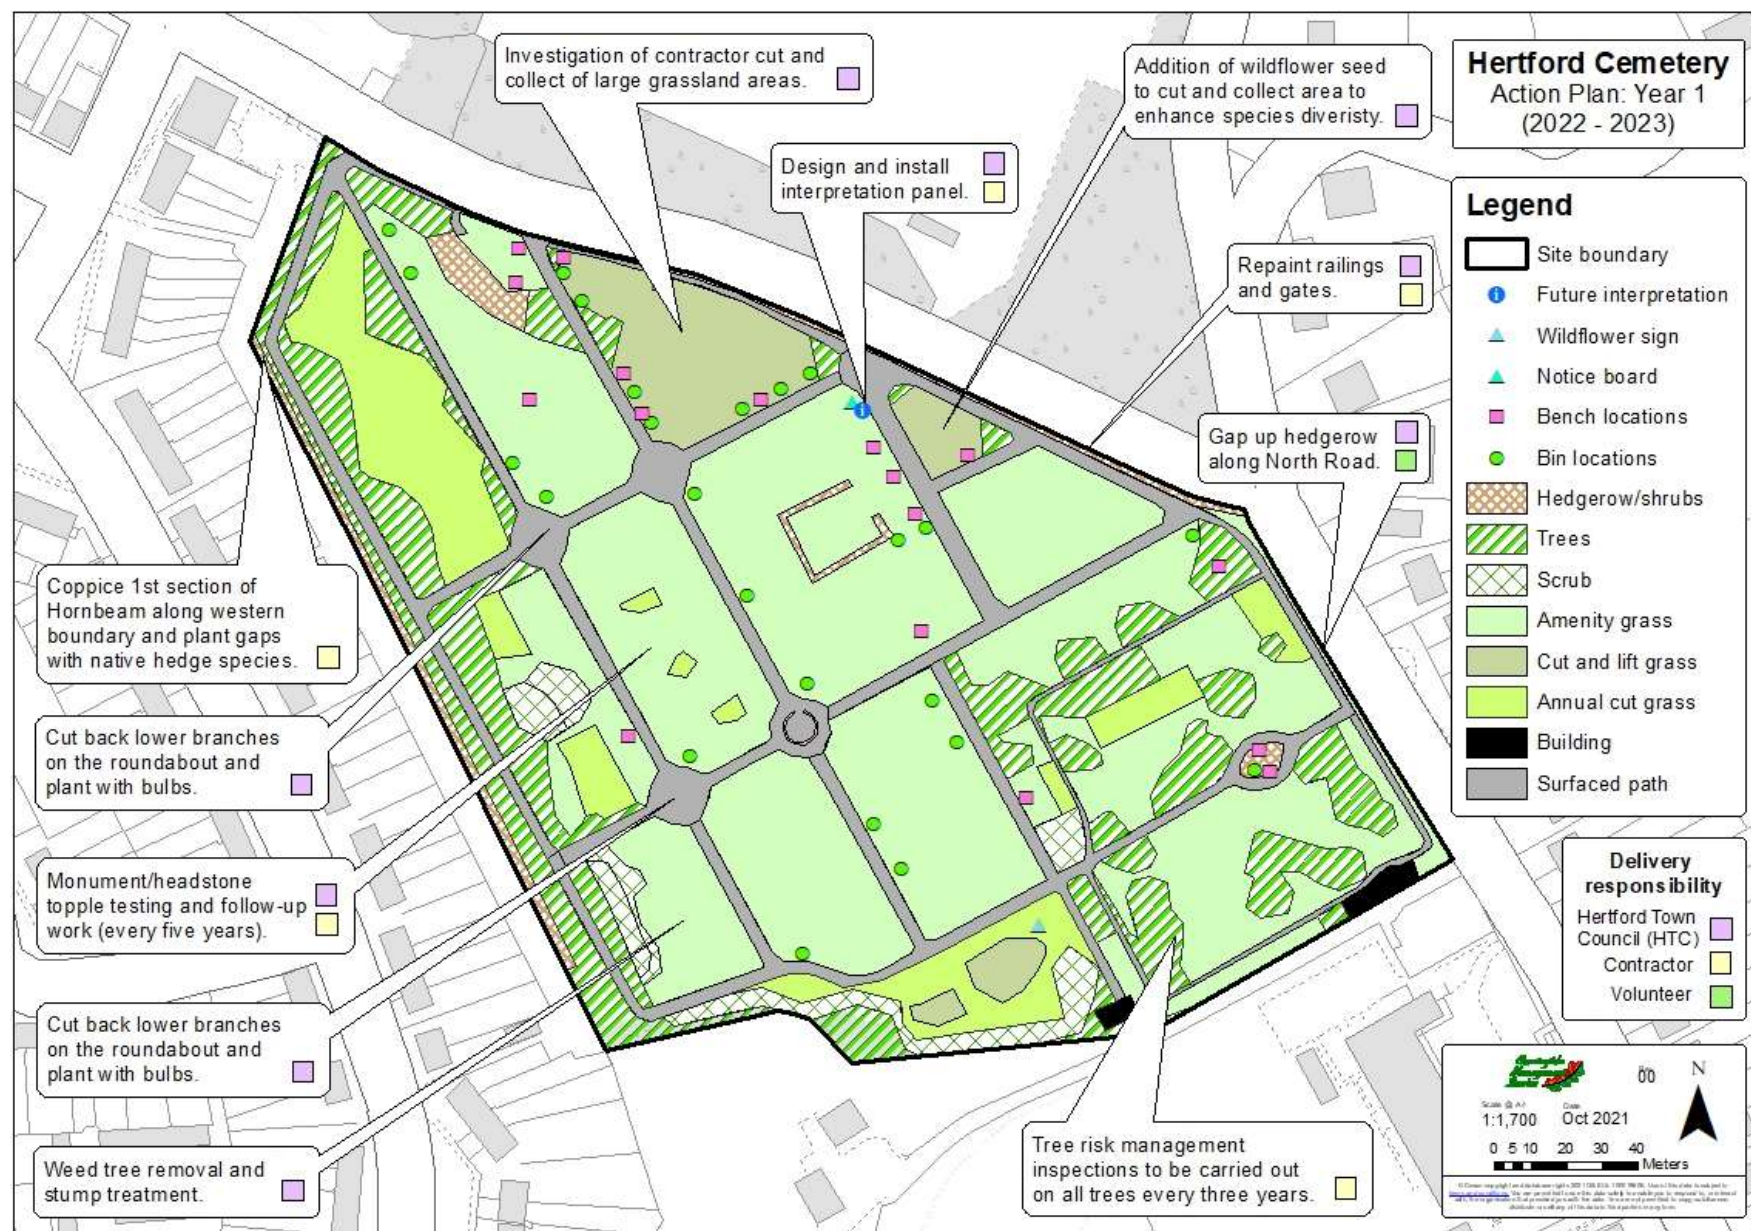 Hertford Cemetery
Action Plan: Year 1
(2022 - 2023)
Investigation of contractor cut and
collect of large grassland areas.
Addition of wildflower seed
to cut and collect area to
enhance species diveristy.
Design and install
interpretation panel.
Repaint railings
and gates.
Gap up hedgerow
along North Road.
Coppice 1st section of
Hornbeam along western
boundary and plant gaps
with native hedge species.
Cut back lower branches
on the roundabout and
plant with bulbs.
Monument/headstone
topple testing and follow-up
work (every five years).
Cut back lower branches
on the roundabout and
plant with bulbs.
Weed tree removal and
stump treatment.
Tree risk management
inspections to be carried out
on all trees every three years.
Legend
Site boundary
Future interpretation
Wildflower sign
Notice board
Bench locations
Bin locations
Hedgerow/shrubs
Trees
Scrub
Amenity grass
Cut and lift grass
Annual cut grass
Building
Surfaced path
Delivery
responsibility
Hertford Town
Council (HTC)
Contractor
Volunteer
N
00
Scale @ A4
Date
1:1,700
Oct 2021
0 5 10 20 30 40
Meters